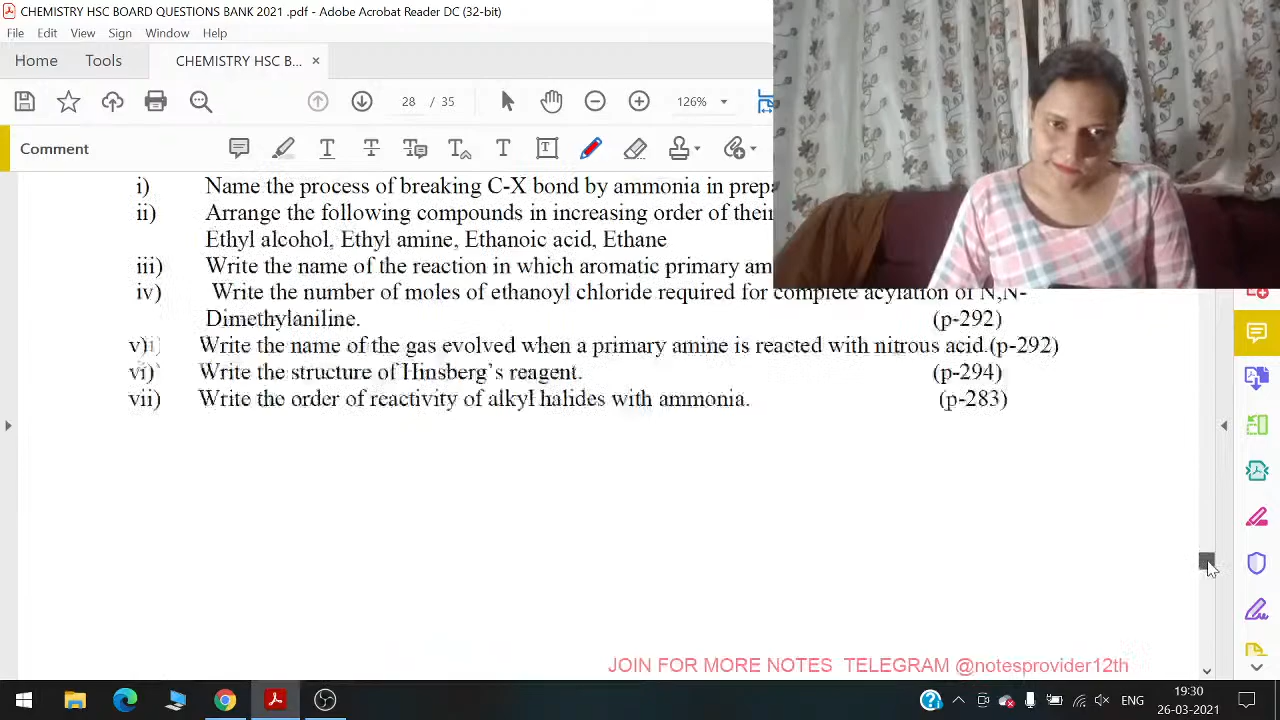 CHEMISTRY HSC BOARD QUESTIONS BANK 2021 .pdf - Adobe Acrobat Reader DC (32-bit)
File Edit View Sign Window Help
Home Tools CHEMISTRY HSC B... ×
28 / 35 126%
Comment
i) Name the process of breaking C-X bond by ammonia in
ii) Arrange the following compounds in increasing order of their
Ethyl alcohol, Ethyl amine, Ethanoic acid, Ethane
iii) Write the name of the reaction in which aromatic primary
iv) Write the number of moles of ethanoyl chloride required for complete acylation of N,N-
Dimethylaniline. (p-292)
v) Write the name of the gas evolved when a primary amine is reacted with nitrous acid.(p-292)
vi) Write the structure of Hinsberg's reagent. (p-294)
vii) Write the order of reactivity of alkyl halides with ammonia. (p-283)
JOIN FOR MORE NOTES TELEGRAM @notesprovider12th
ENG 19:30
26-03-2021